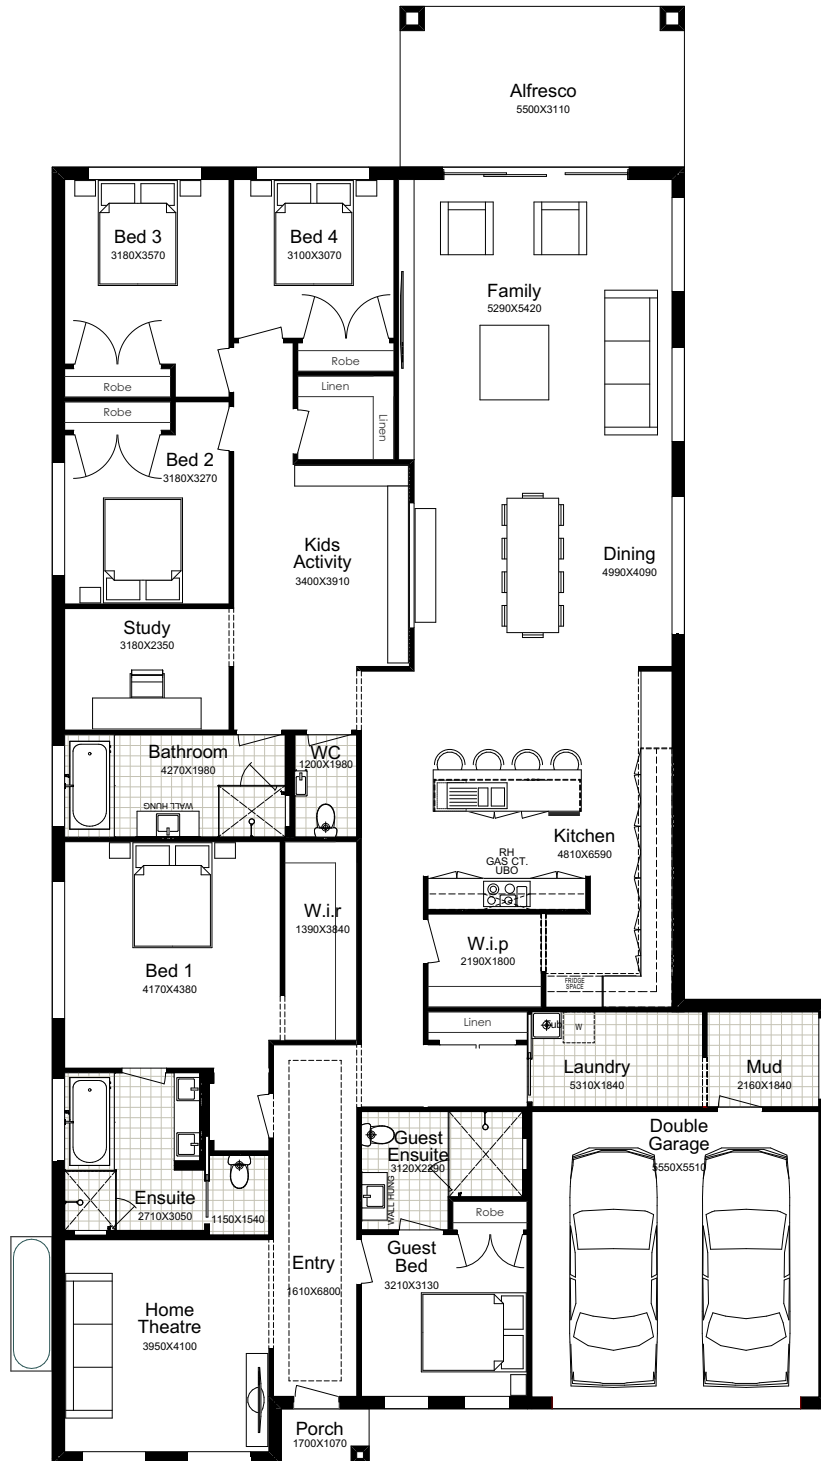 Alfresco
5500X3110
Bed 3
3180X3570
Bed 4
3100X3070
Family
5290X5420
Robe
Robe
Linen
Linen
Robe
Bed 2
3180X3270
Kids
Activity
3400X3910
Dining
4990X4090
Study
3180X2350
Bathroom
4270X1980
WALL HUNG
WC
1200X1980
Kitchen
4810X6590
RH
GAS CT.
UBO
W.i.r
1390X3840
W.i.p
2190X1800
Bed 1
4170X4380
FRIDGE
SPACE
Linen
Tub
W
Laundry
5310X1840
Mud
2160X1840
Double
Garage
5550X5510
Guest
Ensuite
3120X2290
WALL HUNG
Ensuite
2710X3050
1150X1540
Robe
Guest
Bed
3210X3130
Entry
1610X6800
Home
Theatre
3950X4100
Porch
1700X1070